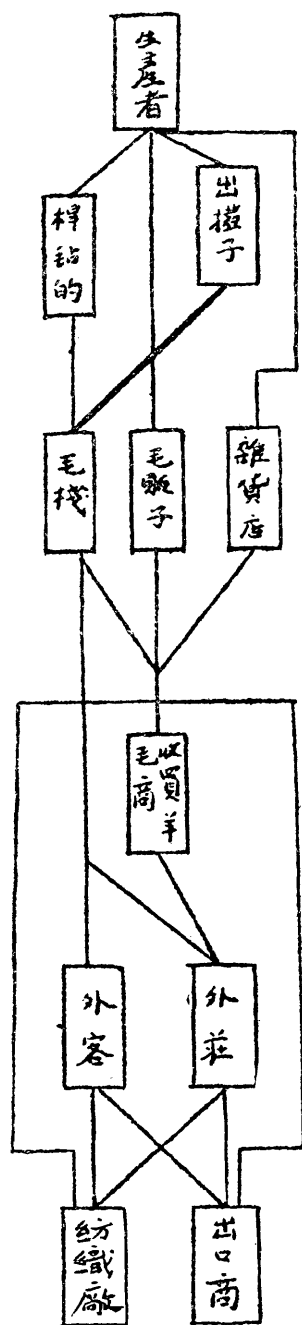 生產者
出撥子
桿毡的
雜貨店
毛販子
毛棧
收買羊
毛商
外莊
外客
出口商
紡織廠